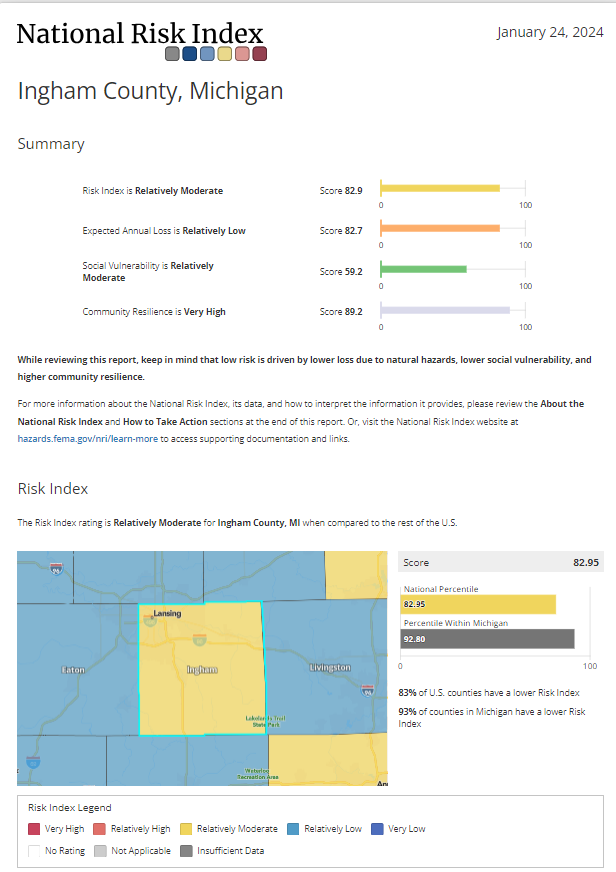 National Risk Index
January 24, 2024
Ingham County, Michigan
Summary
Risk Index is Relatively Moderate
Score 82.9
0 100
Expected Annual Loss is Relatively Low
Score 82.7
0 100
Social Vulnerability is Relatively
Moderate
Score 59.2
0 100
Community Resilience is Very High
Score 89.2
0 100
While reviewing this report, keep in mind that low risk is driven by lower loss due to natural hazards, lower social vulnerability, and
higher community resilience.
For more information about the National Risk Index, its data, and how to interpret the information it provides, please review the About the
National Risk Index and How to Take Action sections at the end of this report. Or, visit the National Risk Index website at
hazards.fema.gov/nri/learn-more to access supporting documentation and links.
Risk Index
The Risk Index rating is Relatively Moderate for Ingham County, MI when compared to the rest of the U.S.
96
Lansing
Eaton
Ingham
Livingston
96
Lakelands Trail
State Park
Waterloo
Recreation Area
An
Score 82.95
National Percentile
82.95
Percentile Within Michigan
92.80
0 100
83% of U.S. counties have a lower Risk Index
93% of counties in Michigan have a lower Risk
Index
Risk Index Legend
Very High Relatively High Relatively Moderate Relatively Low Very Low
No Rating Not Applicable Insufficient Data